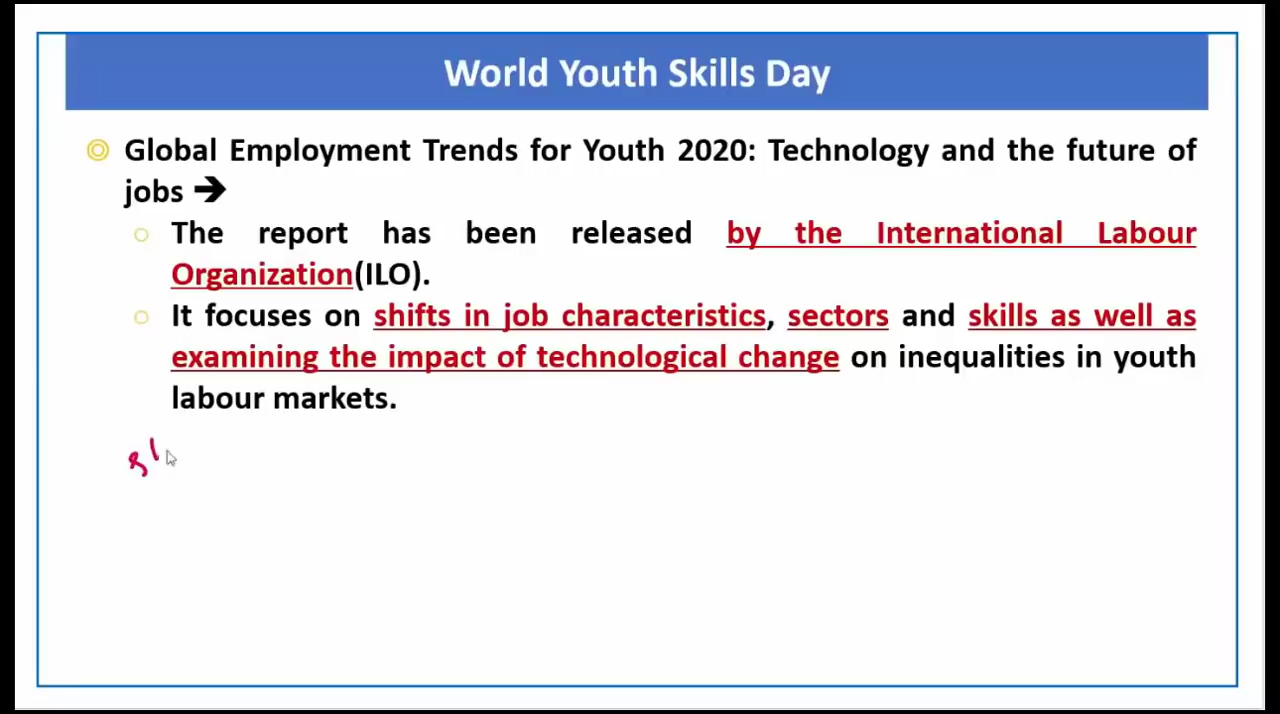 World Youth Skills Day
Global Employment Trends for Youth 2020: Technology and the future of
jobs ➔
The report has been released by the International Labour
Organization(ILO).
It focuses on shifts in job characteristics, sectors and skills as well as
examining the impact of technological change on inequalities in youth
labour markets.